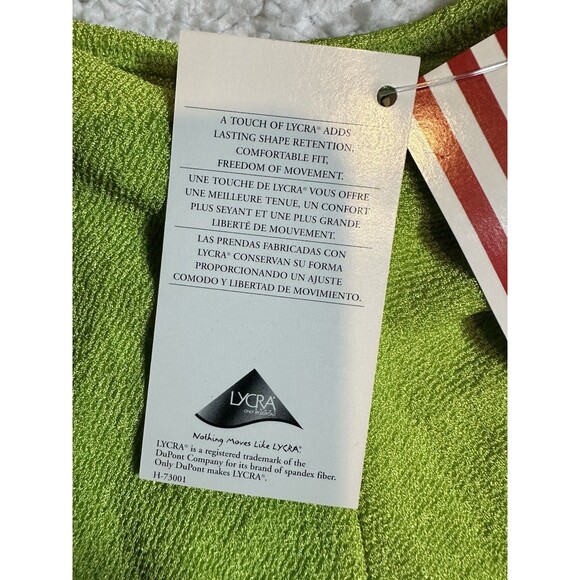 A TOUCH OF LYCRA® ADDS
LASTING SHAPE RETENTION,
COMFORTABLE FIT,
FREEDOM OF MOVEMENT.
UNE TOUCHE DE LYCRA® VOUS OFFRE
UNE MEILLEURE TENUE, UN CONFORT
PLUS SEYANT ET UNE PLUS GRANDE
LIBERTÉ DE MOUVEMENT.
LAS PRENDAS FABRICADAS CON
LYCRA® CONSERVAN SU FORMA
PROPORCIONANDO UN AJUSTE
COMODO Y LIBERTAD DE MOVIMIENTO.
LYCRA®
ONLY BY DUPONT
Nothing Moves Like LYCRA®
LYCRA® is a registered trademark of the
DuPont Company for its brand of spandex fiber.
Only DuPont makes LYCRA®.
H-73001